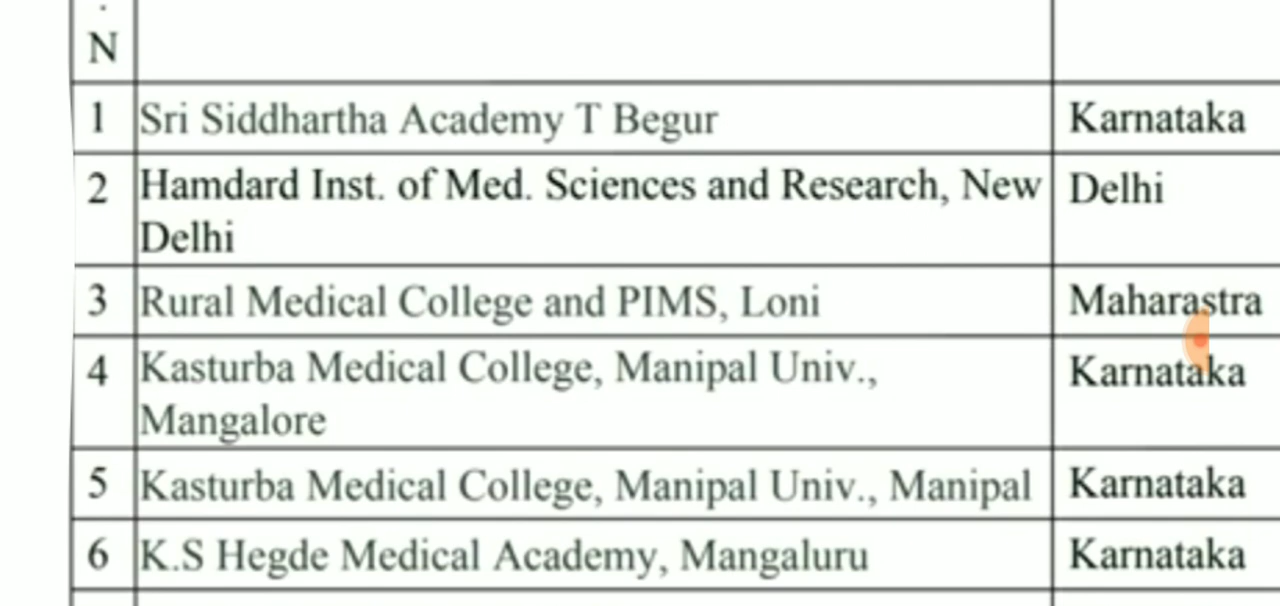 N
1 Sri Siddhartha Academy T Begur Karnataka
2 Hamdard Inst. of Med. Sciences and Research, New Delhi
Delhi
3 Rural Medical College and PIMS, Loni Maharastra
4 Kasturba Medical College, Manipal Univ., Karnataka
Mangalore
5 Kasturba Medical College, Manipal Univ., Manipal Karnataka
6 K.S Hegde Medical Academy, Mangaluru Karnataka